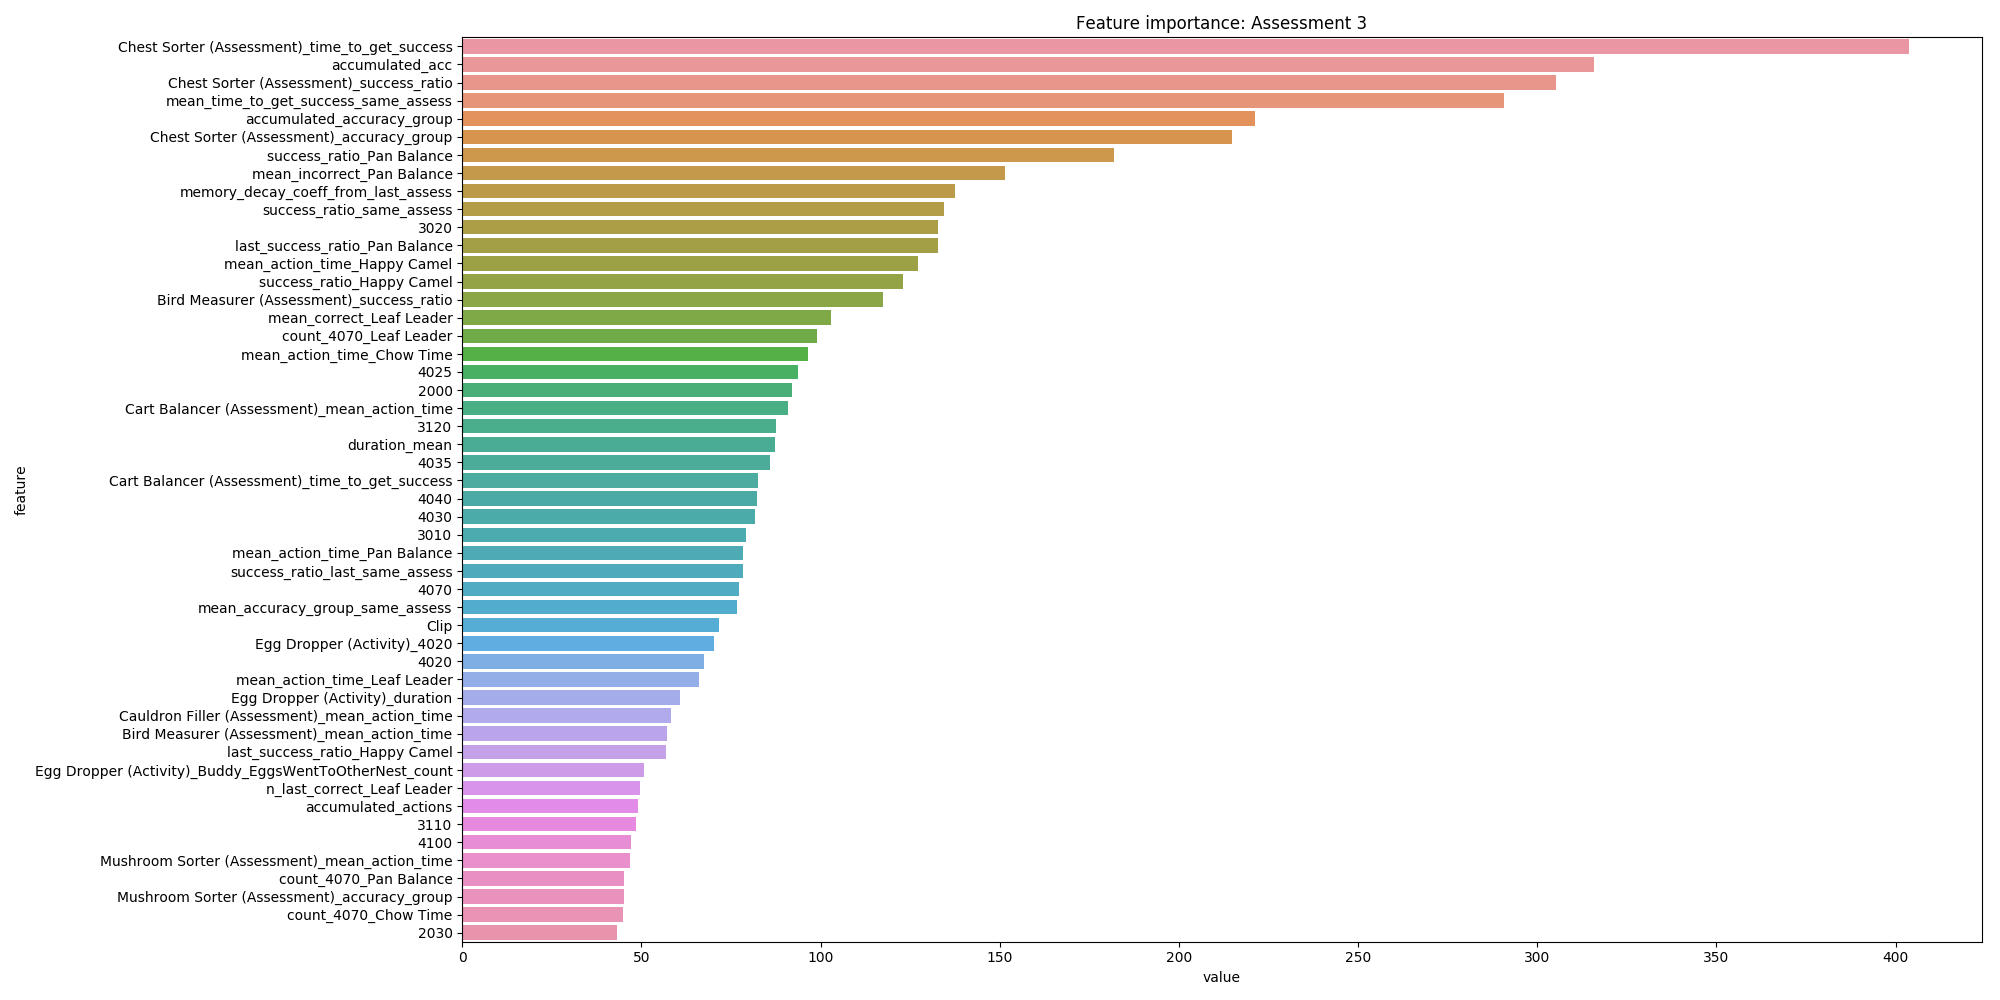 Feature importance: Assessment 3
Chest Sorter (Assessment)_time_to_get_success
accumulated_acc
Chest Sorter (Assessment)_success_ratio
mean_time_to_get_success_same_assess
accumulated_accuracy_group
Chest Sorter (Assessment)_accuracy_group
success_ratio_Pan Balance
mean_incorrect_Pan Balance
memory_decay_coeff_from_last_assess
success_ratio_same_assess
3020
last_success_ratio_Pan Balance
mean_action_time_Happy Camel
success_ratio_Happy Camel
Bird Measurer (Assessment)_success_ratio
mean_correct_Leaf Leader
count_4070_Leaf Leader
mean_action_time_Chow Time
4025
2000
Cart Balancer (Assessment)_mean_action_time
3120
duration_mean
4035
Cart Balancer (Assessment)_time_to_get_success
4040
4030
3010
mean_action_time_Pan Balance
success_ratio_last_same_assess
4070
mean_accuracy_group_same_assess
Clip
Egg Dropper (Activity)_4020
4020
mean_action_time_Leaf Leader
Egg Dropper (Activity)_duration
Cauldron Filler (Assessment)_mean_action_time
Bird Measurer (Assessment)_mean_action_time
last_success_ratio_Happy Camel
Egg Dropper (Activity)_Buddy_EggsWentToOtherNest_count
n_last_correct_Leaf Leader
accumulated_actions
3110
4100
Mushroom Sorter (Assessment)_mean_action_time
count_4070_Pan Balance
Mushroom Sorter (Assessment)_accuracy_group
count_4070_Chow Time
2030
feature
0 50 100 150 200 250 300 350 400
value